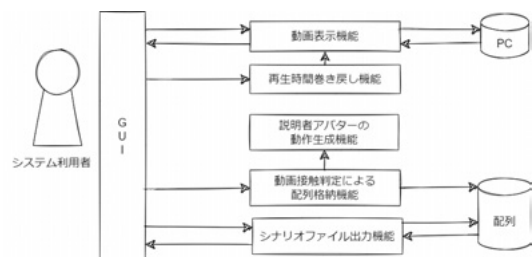 動画表示機能
PC
再生時間巻き戻し機能
GUI
説明者アバターの
動作生成機能
システム利用者
動画接触判定による
配列格納機能
配列
シナリオファイル出力機能